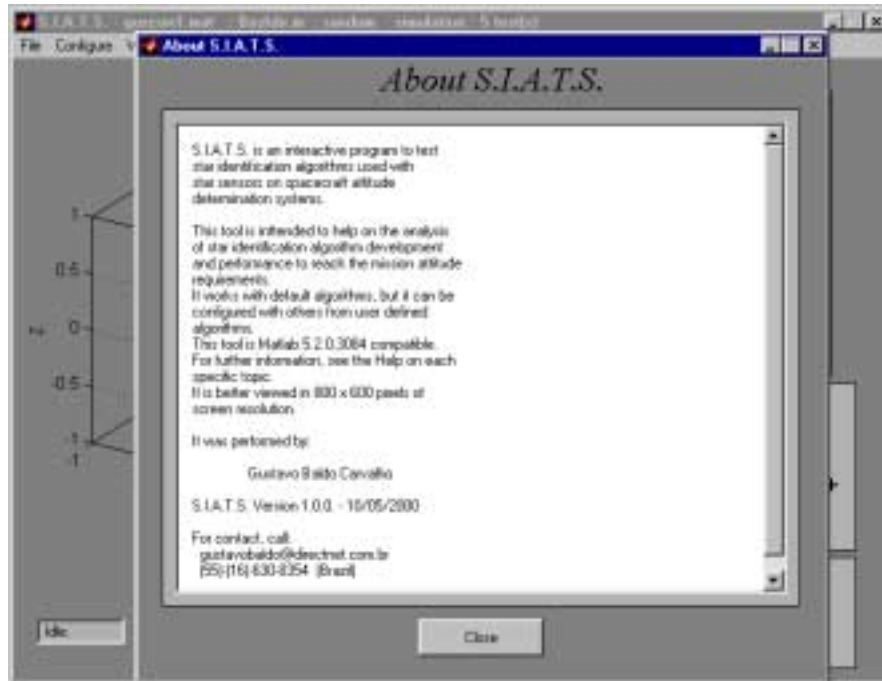 S.I.A.T.S. random simulation 5 test(s)
File Configure
About S.I.A.T.S.
About S.I.A.T.S.
S.I.A.T.S. is an interactive program to test
star identification algorithms used with
star sensors on spacecraft attitude
determination systems.
This tool is intended to help on the analysis
of star identification algorithm development
and performance to reach the mission attitude
requirements.
It works with default algorithms, but it can be
configured with others from user defined
algorithms.
This tool is Matlab 5.2.0.3084 compatible.
For further information, see the Help on each
specific topic.
It is better viewed in 800 x 600 pixels of
screen resolution.
It was performed by:
Gustavo Baldo Carvalho
S.I.A.T.S. Version 1.0.0. - 10/05/2000
For contact, call:
gustavobaldo@directnet.com.br
(55)-(16)-630-8354 (Brazil)
1
0.5
z
0
-0.5
-1
-1
Idle
Close